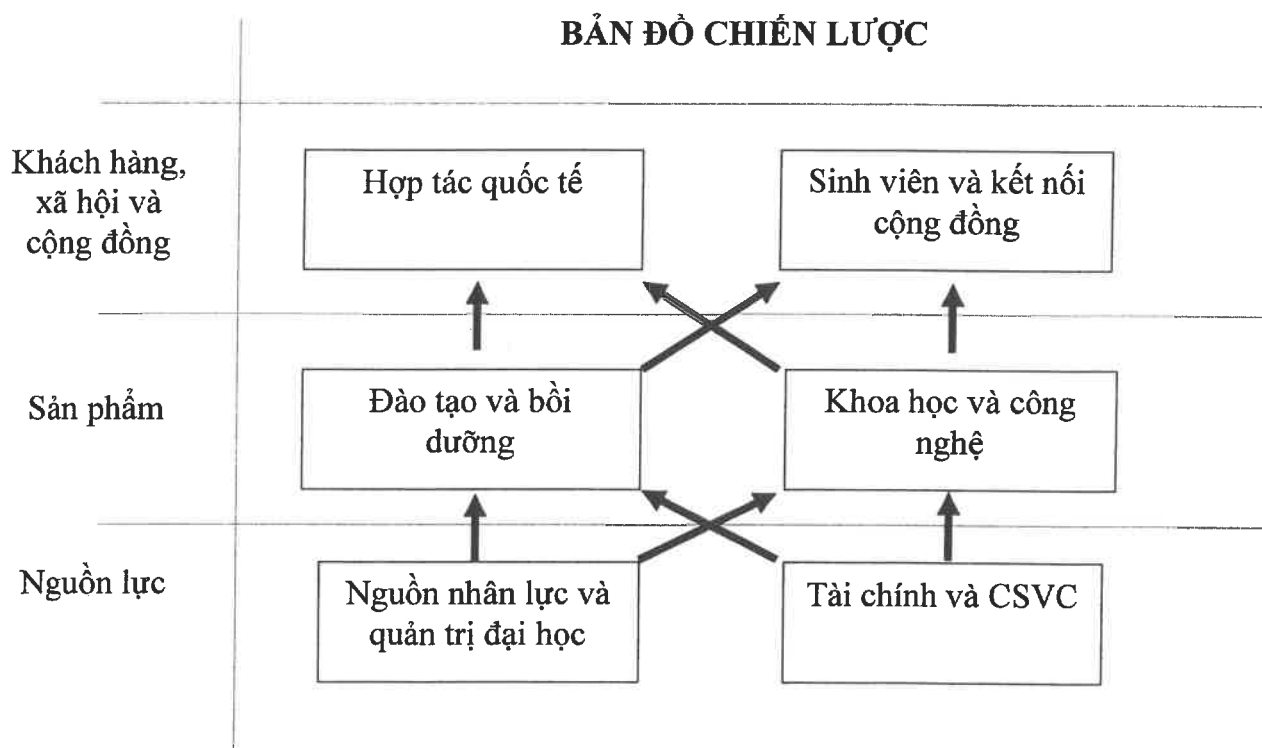 BẢN ĐỒ CHIẾN LƯỢC
Khách hàng,
xã hội và
cộng đồng
Hợp tác quốc tế
Sinh viên và kết nối
cộng đồng
Sản phẩm
Đào tạo và bồi
dưỡng
Khoa học và công
nghệ
Nguồn lực
Nguồn nhân lực và
quản trị đại học
Tài chính và CSVC